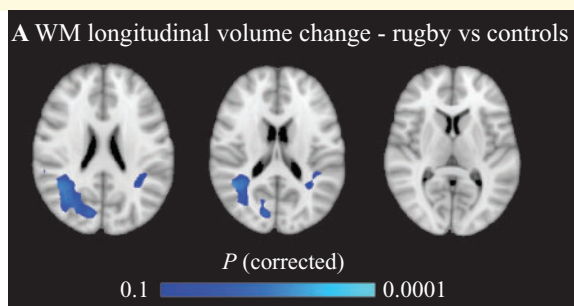 A WM longitudinal volume change - rugby vs controls
P (corrected)
0.1 0.0001